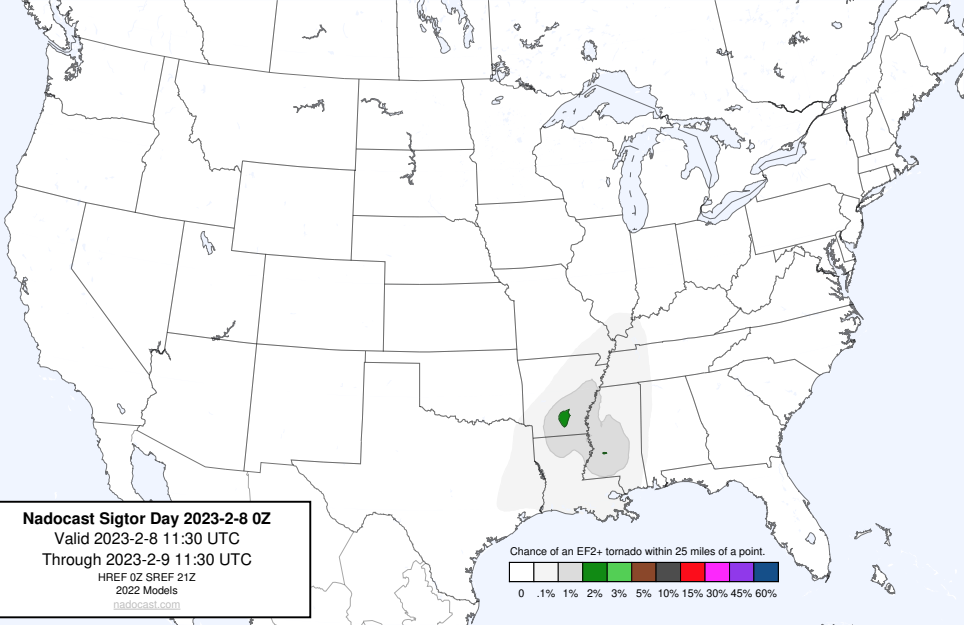 Nadocast Sigtor Day 2023-2-8 0Z
Valid 2023-2-8 11:30 UTC
Through 2023-2-9 11:30 UTC
HREF 0Z SREF 21Z
2022 Models
nadocast.com
Chance of an EF2+ tornado within 25 miles of a point.
0 .1% 1% 2% 3% 5% 10% 15% 30% 45% 60%